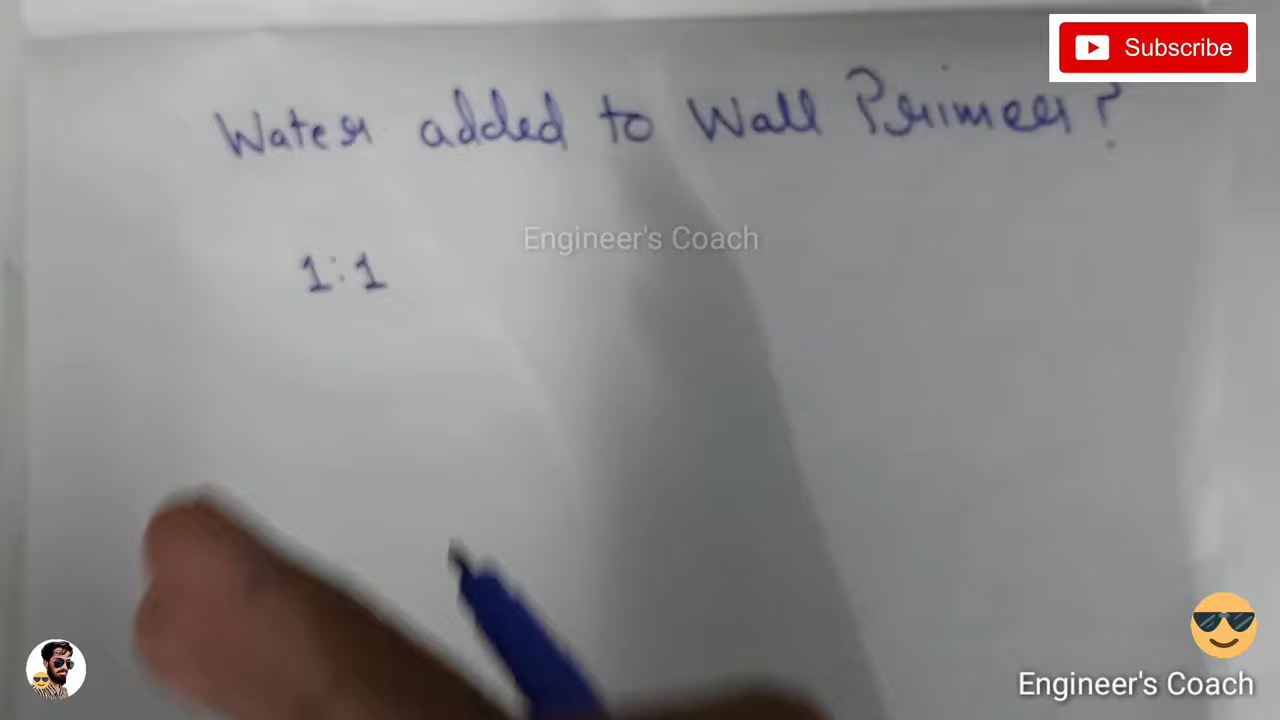 Subscribe
Water added to Wall Primer?
Engineer's Coach
1:1
Engineer's Coach